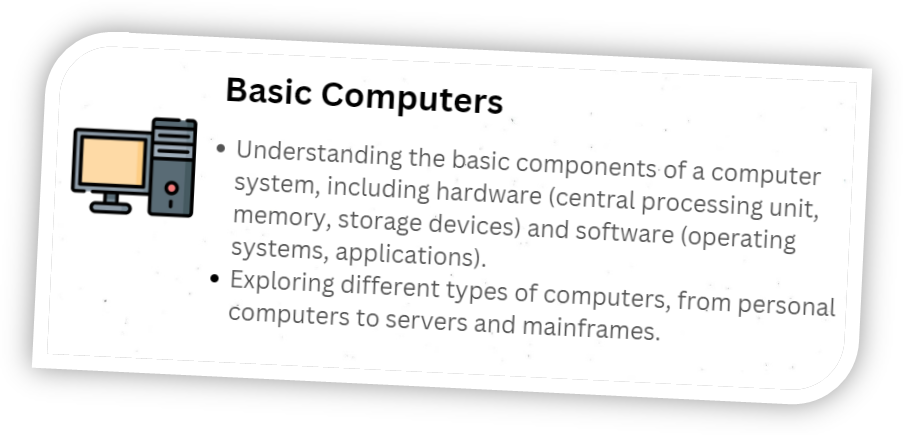 Basic Computers
• Understanding the basic components of a computer
system, including hardware (central processing unit,
memory, storage devices) and software (operating
systems, applications).
• Exploring different types of computers, from personal
computers to servers and mainframes.